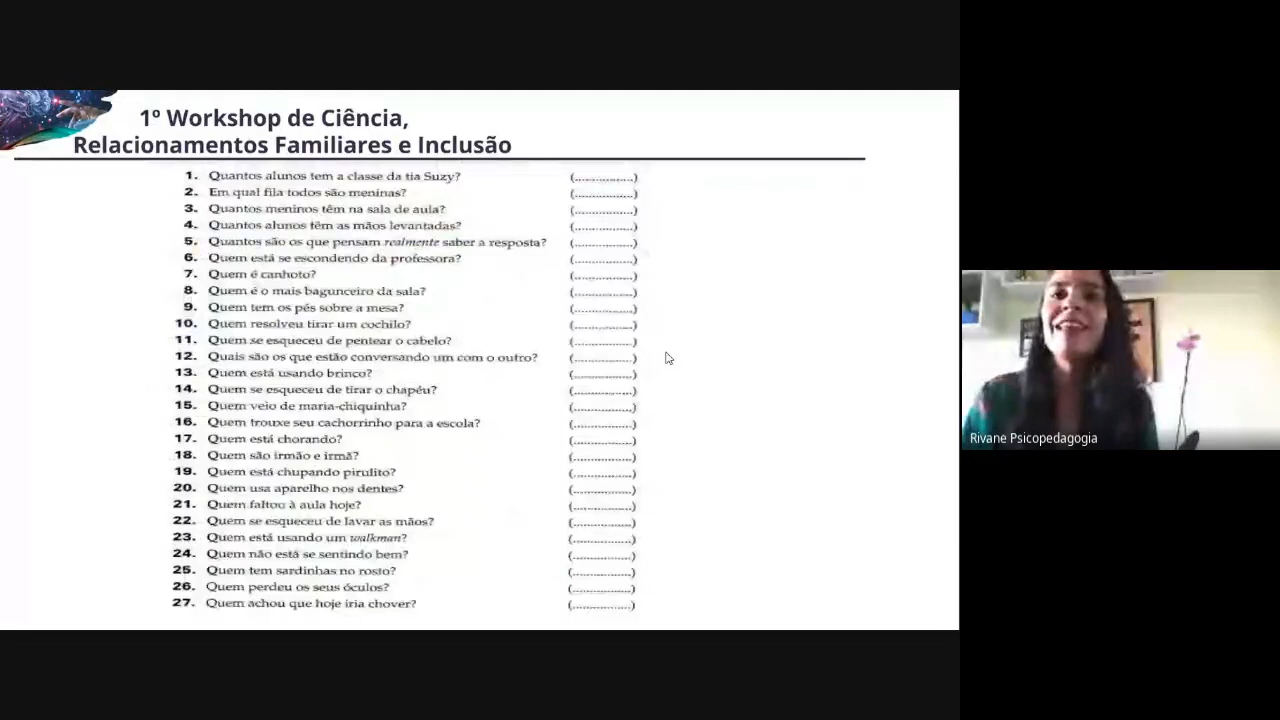 1º Workshop de Ciência,
Relacionamentos Familiares e Inclusão
1. Quantos alunos tem a classe da tia Suzy? (...............)
2. Em qual fila todos são meninas? (...............)
3. Quantos meninos têm na sala de aula? (...............)
4. Quantos alunos têm as mãos levantadas? (...............)
5. Quantos são os que pensam realmente saber a resposta? (...............)
6. Quem está se escondendo da professora? (...............)
7. Quem é canhoto? (...............)
8. Quem é o mais bagunceiro da sala? (...............)
9. Quem tem os pés sobre a mesa? (...............)
10. Quem resolveu tirar um cochilo? (...............)
11. Quem se esqueceu de pentear o cabelo? (...............)
12. Quais são os que estão conversando um com o outro? (...............)
13. Quem está usando brinco? (...............)
14. Quem se esqueceu de tirar o chapéu? (...............)
15. Quem veio de maria-chiquinha? (...............)
16. Quem trouxe seu cachorrinho para a escola? (...............)
17. Quem está chorando? (...............)
18. Quem são irmão e irmã? (...............)
19. Quem está chupando pirulito? (...............)
20. Quem usa aparelho nos dentes? (...............)
21. Quem faltou à aula hoje? (...............)
22. Quem se esqueceu de lavar as mãos? (...............)
23. Quem está usando um walkman? (...............)
24. Quem não está se sentindo bem? (...............)
25. Quem tem sardinhas no rosto? (...............)
26. Quem perdeu os seus óculos? (...............)
27. Quem achou que hoje iria chover? (...............)
Rivane Psicopedagogia